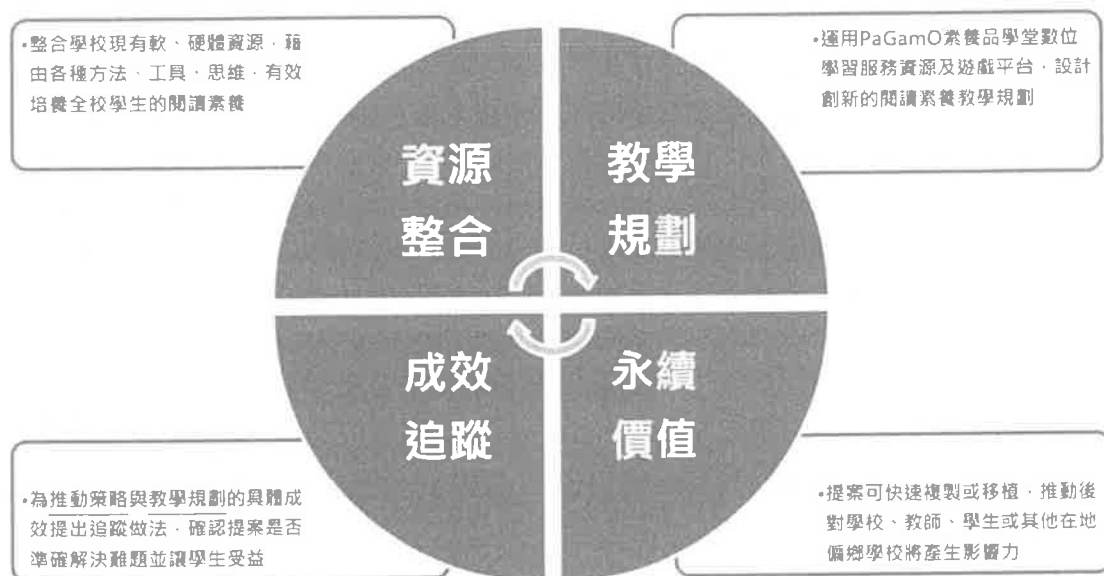 •整合學校現有軟、硬體資源，藉
由各種方法、工具、思維，有效
培養全校學生的閱讀素養
•運用PaGamO素養品學堂數位
學習服務資源及遊戲平台，設計
創新的閱讀素養教學規劃
資源
整合
教學
規劃
成效
追蹤
永續
價值
•為推動策略與教學規劃的具體成
效提出追蹤做法，確認提案是否
準確解決難題並讓學生受益
•提案可快速複製或移植，推動後
對學校、教師、學生或其他在地
偏鄉學校將產生影響力